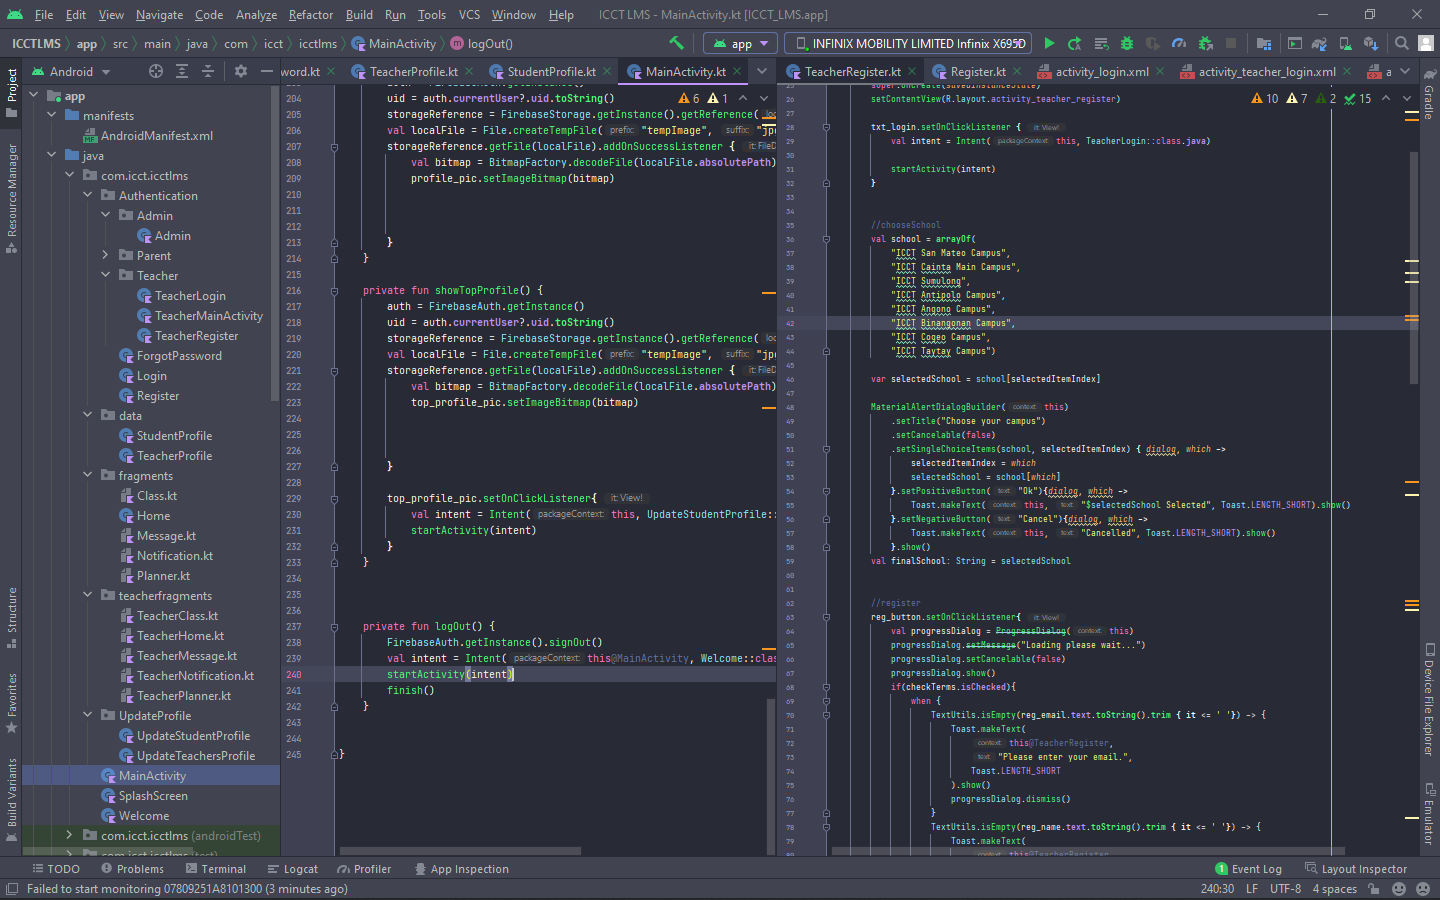 File Edit View Navigate Code Analyze Refactor Build Run Tools VCS Window Help ICCT LMS - MainActivity.kt [ICCT_LMS.app]
ICCTLMS app src main java com icct icctlms MainActivity logOut() app INFINIX MOBILITY LIMITED Infinix X695D
Android word.kt TeacherProfile.kt StudentProfile.kt MainActivity.kt TeacherRegister.kt Register.kt activity_login.xml activity_teacher_login.xml
Project
Resource Manager
Structure
Favorites
Build Variants
app
manifests
AndroidManifest.xml
java
com.icct.icctlms
Authentication
Admin
Admin
Parent
Teacher
TeacherLogin
TeacherMainActivity
TeacherRegister
ForgotPassword
Login
Register
data
StudentProfile
TeacherProfile
fragments
Class.kt
Home
Message.kt
Notification.kt
Planner.kt
teacherfragments
TeacherClass.kt
TeacherHome.kt
TeacherMessage.kt
TeacherNotification.kt
TeacherPlanner.kt
UpdateProfile
UpdateStudentProfile
UpdateTeachersProfile
MainActivity
SplashScreen
Welcome
com.icct.icctlms (androidTest)
com.icct.icctlms (test)
6 1
204 uid = auth.currentUser?.uid.toString()
205 storageReference = FirebaseStorage.getInstance().getReference( loc
206 val localFile = File.createTempFile( prefix: "tempImage", suffix: "jpg
207 storageReference.getFile(localFile).addOnSuccessListener { it: FileD
208 val bitmap = BitmapFactory.decodeFile(localFile.absolutePath)
209 profile_pic.setImageBitmap(bitmap)
210
211
212
213 }
214 }
215
216 private fun showTopProfile() {
217 auth = FirebaseAuth.getInstance()
218 uid = auth.currentUser?.uid.toString()
219 storageReference = FirebaseStorage.getInstance().getReference( loc
220 val localFile = File.createTempFile( prefix: "tempImage", suffix: "jpg
221 storageReference.getFile(localFile).addOnSuccessListener { it: FileD
222 val bitmap = BitmapFactory.decodeFile(localFile.absolutePath)
223 top_profile_pic.setImageBitmap(bitmap)
224
225
226
227 }
228
229 top_profile_pic.setOnClickListener{ it: View!
230 val intent = Intent( packageContext: this, UpdateStudentProfile::
231 startActivity(intent)
232 }
233 }
234
235
236
237 private fun logOut() {
238 FirebaseAuth.getInstance().signOut()
239 val intent = Intent( packageContext: this@MainActivity, Welcome::clas
240 startActivity(intent)
241 finish()
242 }
243
244
245 }
10 7 2 15
25 super.onCreate(savedInstanceState)
26 setContentView(R.layout.activity_teacher_register)
27
28 txt_login.setOnClickListener { it: View!
29 val intent = Intent( packageContext: this, TeacherLogin::class.java)
30
31 startActivity(intent)
32 }
33
34
35 //chooseSchool
36 val school = arrayOf(
37 "ICCT San Mateo Campus",
38 "ICCT Cainta Main Campus",
39 "ICCT Sumulong",
40 "ICCT Antipolo Campus",
41 "ICCT Angono Campus",
42 "ICCT Binangonan Campus",
43 "ICCT Cogeo Campus",
44 "ICCT Taytay Campus")
45
46 var selectedSchool = school[selectedItemIndex]
47
48 MaterialAlertDialogBuilder( context: this)
49 .setTitle("Choose your campus")
50 .setCancelable(false)
51 .setSingleChoiceItems(school, selectedItemIndex) { dialog, which ->
52 selectedItemIndex = which
53 selectedSchool = school[which]
54 }.setPositiveButton( text: "Ok"){dialog, which ->
55 Toast.makeText( context: this, text: "$selectedSchool Selected", Toast.LENGTH_SHORT).show()
56 }.setNegativeButton( text: "Cancel"){dialog, which ->
57 Toast.makeText( context: this, text: "Cancelled", Toast.LENGTH_SHORT).show()
58 }.show()
59 val finalSchool: String = selectedSchool
60
61
62 //register
63 reg_button.setOnClickListener{ it: View!
64 val progressDialog = ProgressDialog( context: this)
65 progressDialog.setMessage("Loading please wait...")
66 progressDialog.setCancelable(false)
67 progressDialog.show()
68 if(checkTerms.isChecked){
69 when {
70 TextUtils.isEmpty(reg_email.text.toString().trim { it <= ' '}) -> {
71 Toast.makeText(
72 context: this@TeacherRegister,
73 text: "Please enter your email.",
74 Toast.LENGTH_SHORT
75 ).show()
76 progressDialog.dismiss()
77 }
78 TextUtils.isEmpty(reg_name.text.toString().trim { it <= ' '}) -> {
79 Toast.makeText(
80 context: this@TeacherRegister
Gradle
Device File Explorer
Emulator
TODO Problems Terminal Logcat Profiler App Inspection 1 Event Log Layout Inspector
Failed to start monitoring 07809251A8101300 (3 minutes ago) 240:30 LF UTF-8 4 spaces